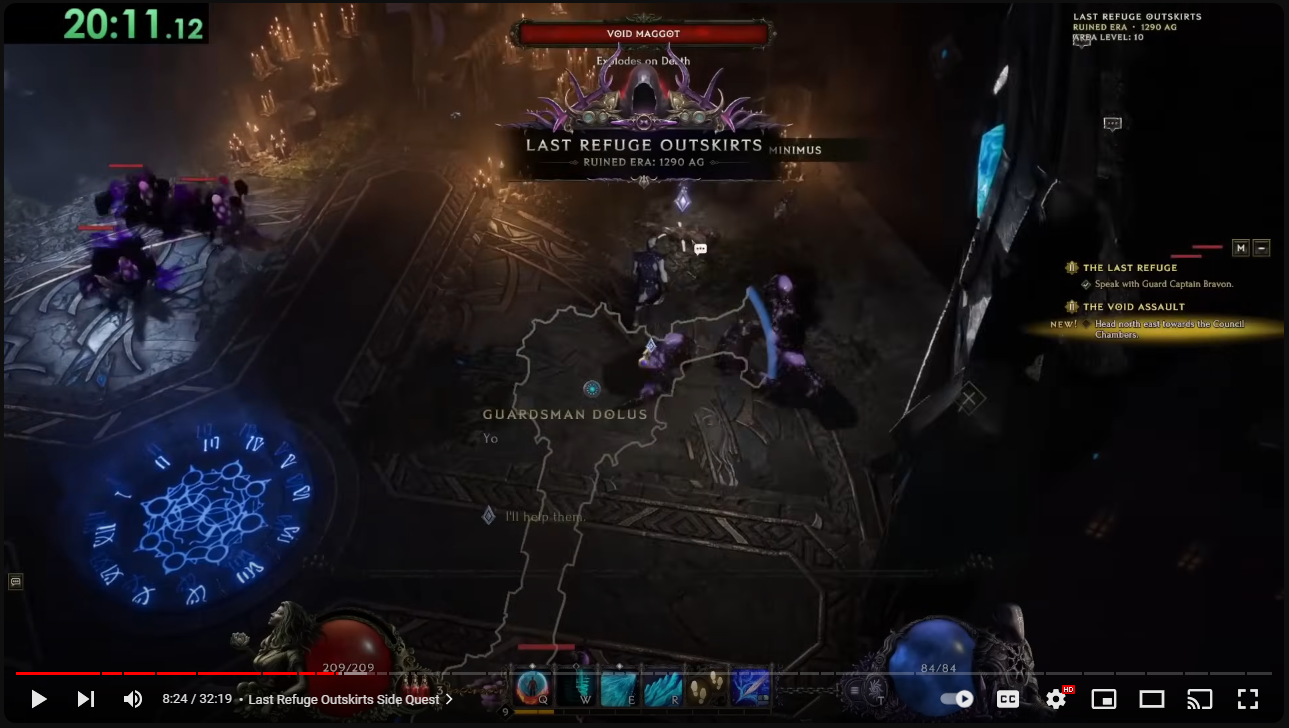 20:11.12
VOID MAGGOT
Explodes on Death
LAST REFUGE OUTSKIRTS
RUINED ERA: 1290 AG
MINIMUS
LAST REFUGE OUTSKIRTS
RUINED ERA • 1290 AG
AREA LEVEL: 10
M
THE LAST REFUGE
Speak with Guard Captain Bravon.
THE VOID ASSAULT
NEW! Head north east towards the Council
Chambers.
GUARDSMAN DOLUS
Yo
I'll help them.
209/209
84/84
Q W E R T
9
8:24 / 32:19 • Last Refuge Outskirts Side Quest
CC
HD